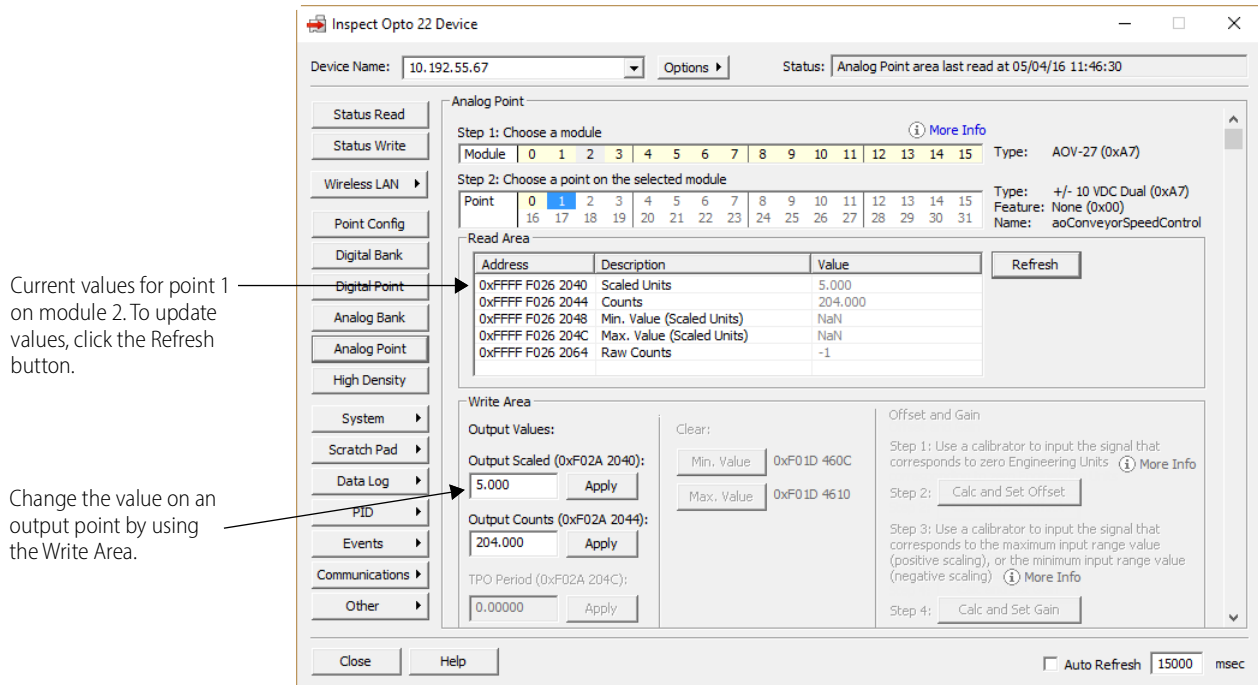 Inspect Opto 22 Device
Device Name: 10.192.55.67 Options Status: Analog Point area last read at 05/04/16 11:46:30
Status Read
Status Write
Wireless LAN
Point Config
Digital Bank
Digital Point
Analog Bank
Analog Point
High Density
System
Scratch Pad
Data Log
PID
Events
Communications
Other
Analog Point
Step 1: Choose a module
More Info
Module 0 1 2 3 4 5 6 7 8 9 10 11 12 13 14 15
Type: AOV-27 (0xA7)
Step 2: Choose a point on the selected module
Point 0 1 2 3 4 5 6 7 8 9 10 11 12 13 14 15
16 17 18 19 20 21 22 23 24 25 26 27 28 29 30 31
Type: +/- 10 VDC Dual (0xA7)
Feature: None (0x00)
Name: aoConveyorSpeedControl
Read Area
Address Description Value
0xFFFF F026 2040 Scaled Units 5.000
0xFFFF F026 2044 Counts 204.000
0xFFFF F026 2048 Min. Value (Scaled Units) NaN
0xFFFF F026 204C Max. Value (Scaled Units) NaN
0xFFFF F026 2064 Raw Counts -1
Refresh
Write Area
Output Values:
Output Scaled (0xF02A 2040):
5.000 Apply
Output Counts (0xF02A 2044):
204.000 Apply
TPO Period (0xF02A 204C):
0.00000 Apply
Clear:
Min. Value 0xF01D 460C
Max. Value 0xF01D 4610
Offset and Gain
Step 1: Use a calibrator to input the signal that
corresponds to zero Engineering Units More Info
Step 2: Calc and Set Offset
Step 3: Use a calibrator to input the signal that
corresponds to the maximum input range value
(positive scaling), or the minimum input range value
(negative scaling) More Info
Step 4: Calc and Set Gain
Close Help
Auto Refresh 15000 msec
Current values for point 1
on module 2. To update
values, click the Refresh
button.
Change the value on an
output point by using
the Write Area.